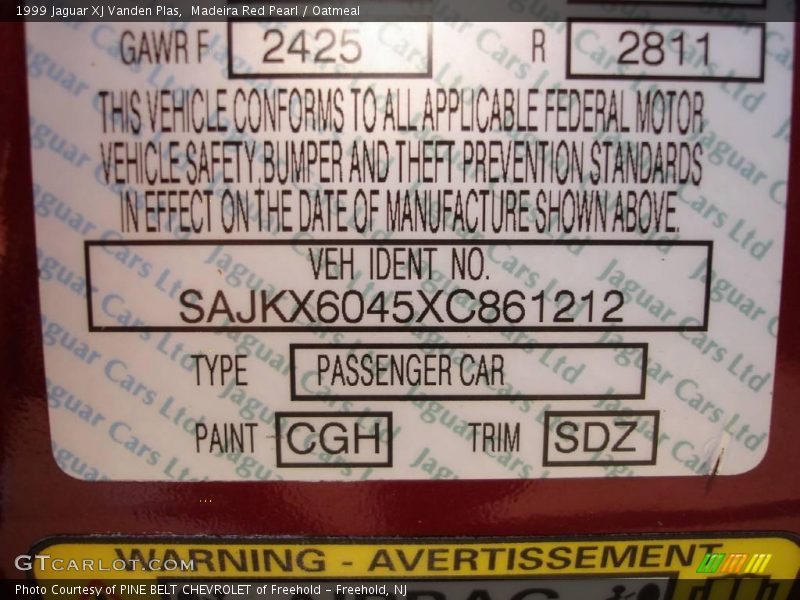 1999 Jaguar XJ Vanden Plas,  Madeira Red Pearl / Oatmeal
GAWR F 2425 R 2811
THIS VEHICLE CONFORMS TO ALL APPLICABLE FEDERAL MOTOR
VEHICLE SAFETY.BUMPER AND THEFT PREVENTION STANDARDS
IN EFFECT ON THE DATE OF MANUFACTURE SHOWN ABOVE.
VEH IDENT NO.
SAJKX6045XC861212
TYPE PASSENGER CAR
PAINT CGH TRIM SDZ
Jaguar Cars Ltd
WARNING - AVERTISSEMENT
GTCARLOT.COM
Photo Courtesy of PINE BELT CHEVROLET of Freehold – Freehold, NJ